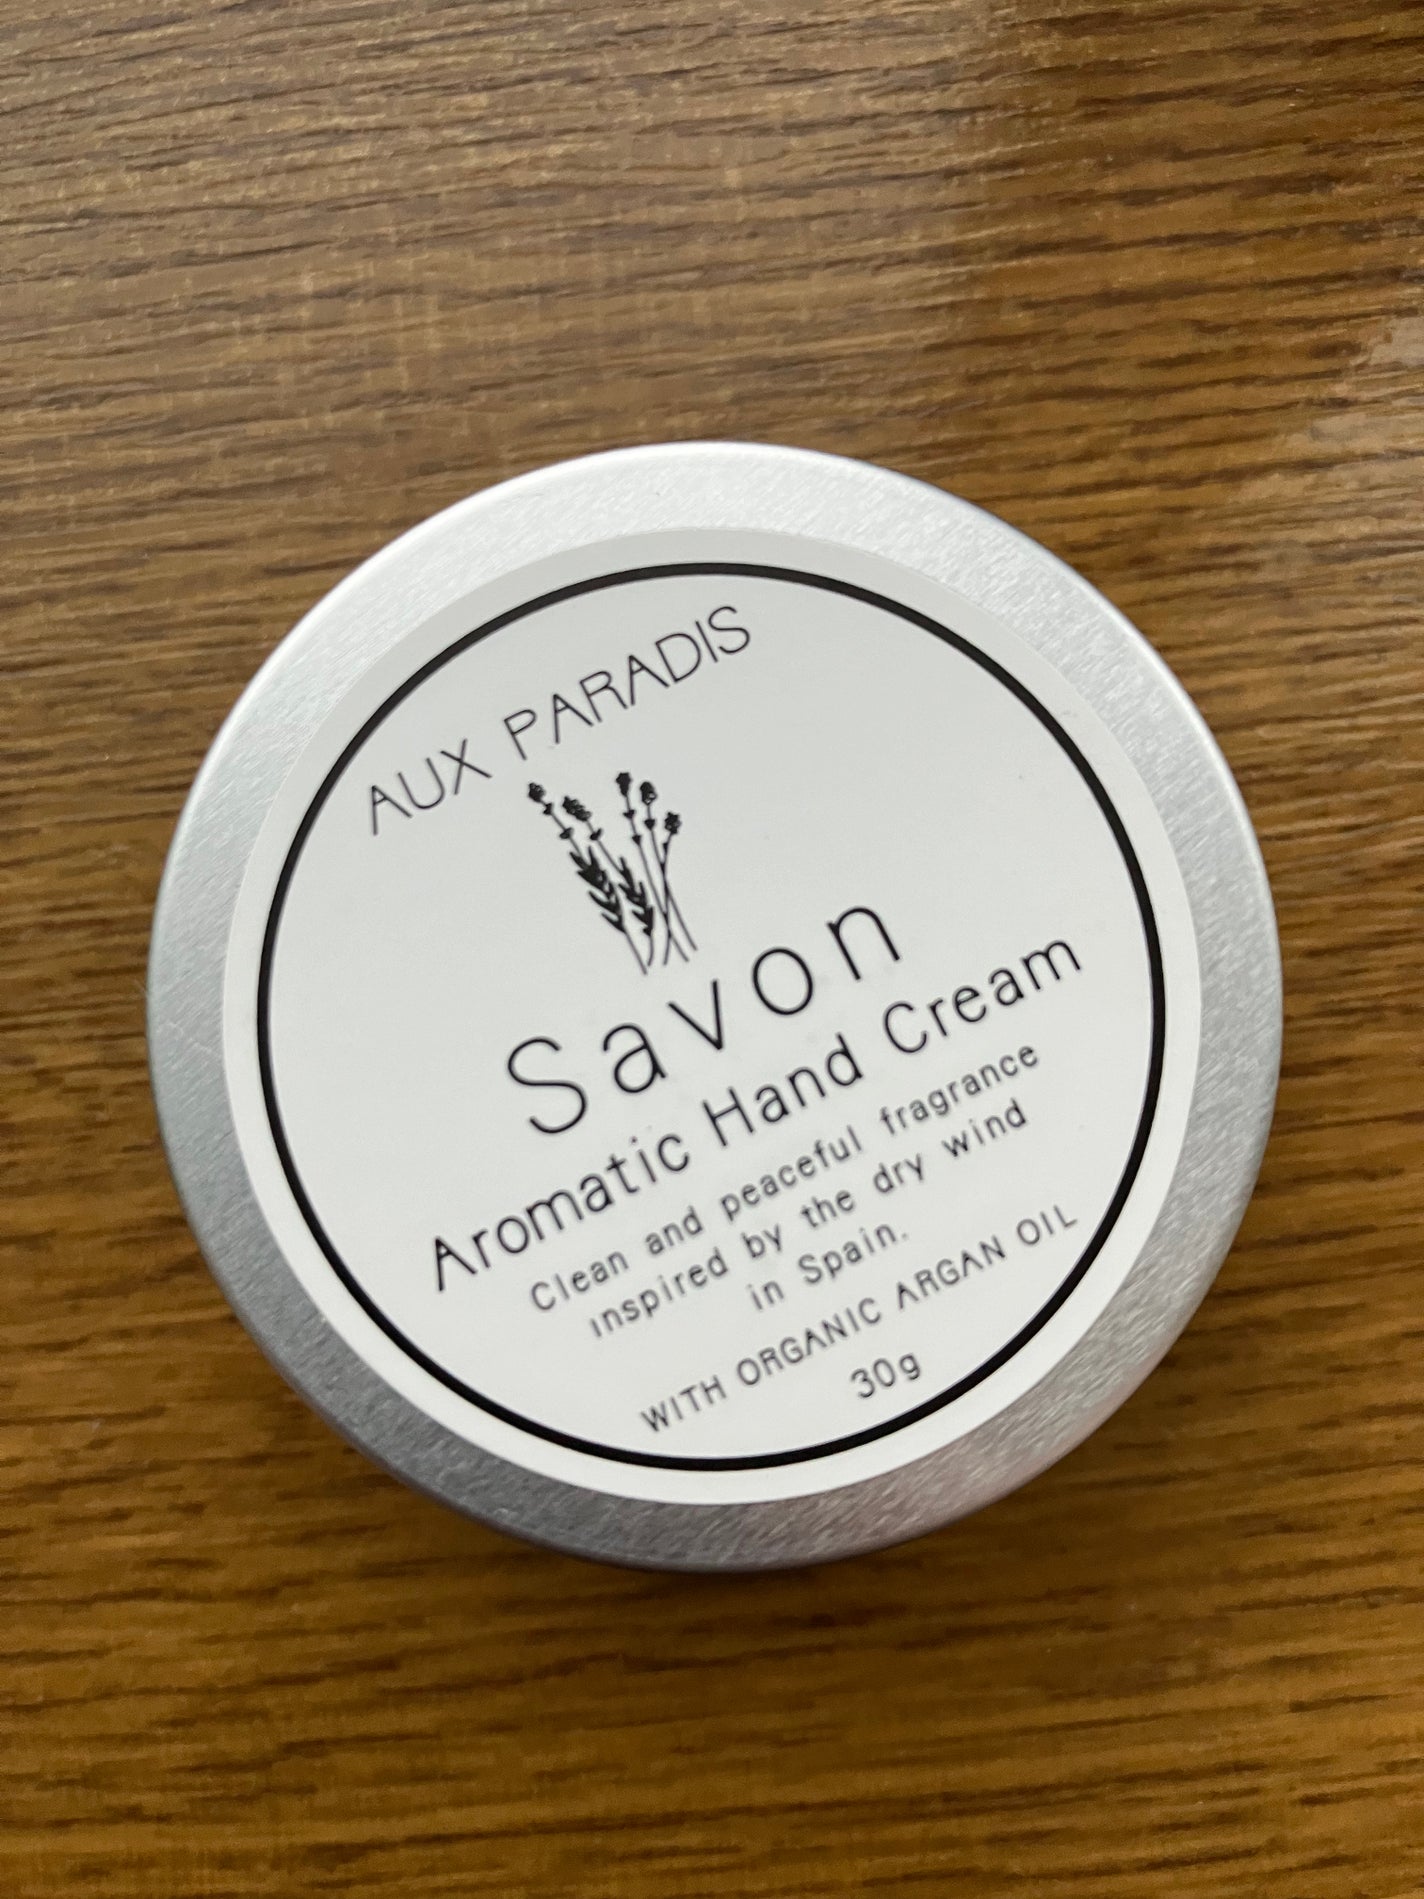 AUX PARADIS
Savon
Aromatic Hand Cream
Clean and peaceful fragrance
inspired by the dry wind
in Spain.
WITH ORGANIC ARGAN OIL
30g